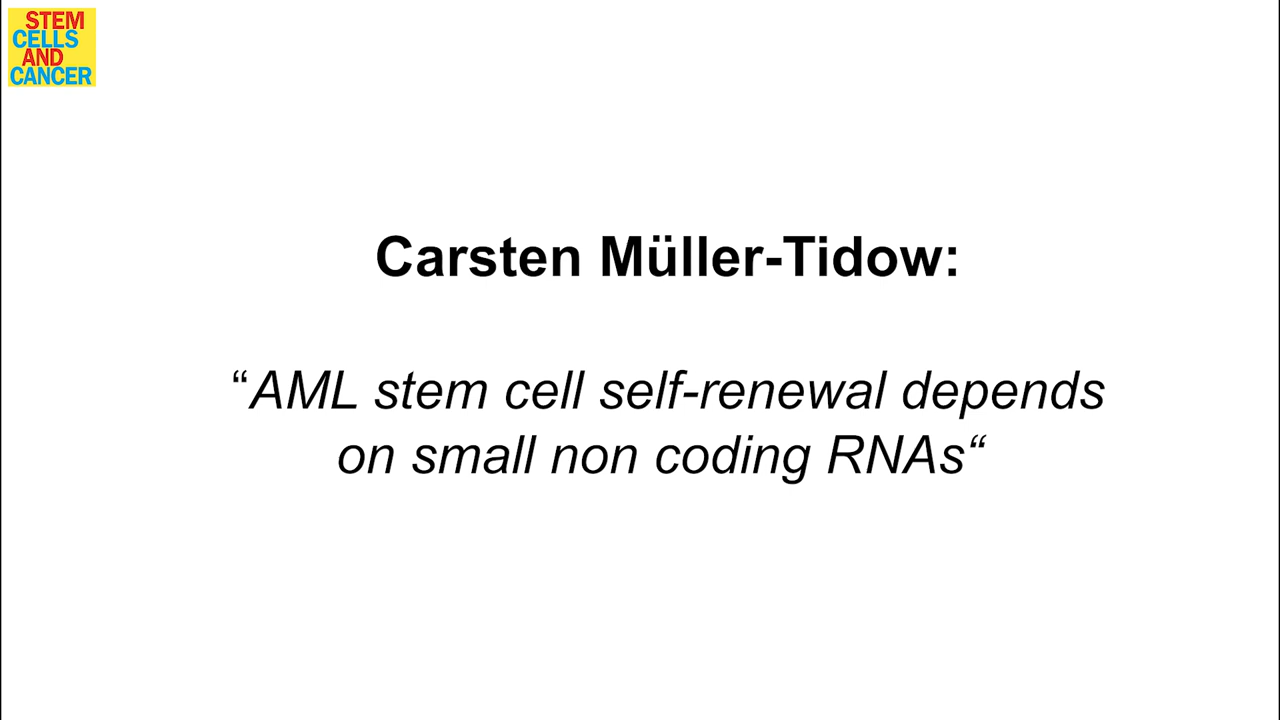 STEM
CELLS
AND
CANCER
Carsten Müller-Tidow:
“AML stem cell self-renewal depends
on small non coding RNAs“